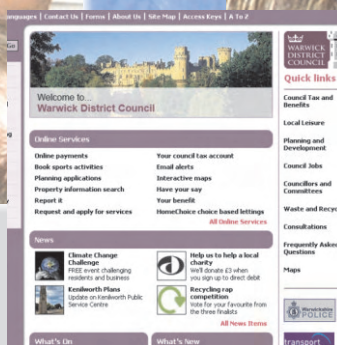 Languages | Contact Us | Forms | About Us | Site Map | Access Keys | A To Z
Go
WARWICK
DISTRICT
COUNCIL
Welcome to...
Warwick District Council
Quick links
Council Tax and
Benefits
Local Leisure
Planning and
Development
Council Jobs
Councillors and
Committees
Waste and Recyc
Consultations
Frequently Asked
Questions
Maps
Online Services
Online payments
Book sports activities
Planning applications
Property information search
Report it
Request and apply for services
Your council tax account
Email alerts
Interactive maps
Have your say
Your benefit
HomeChoice choice based lettings
All Online Services
News
Climate Change
Challenge
FREE event challenging
residents and business
Kenilworth Plans
Update on Kenilworth Public
Service Centre
Help us to help a local
charity
We'll donate £3 when
you sign up to direct debit
Recycling rap
competition
Vote for your favourite from
the three finalists
All News Items
What's On
What's New
Warwickshire
POLICE
transport